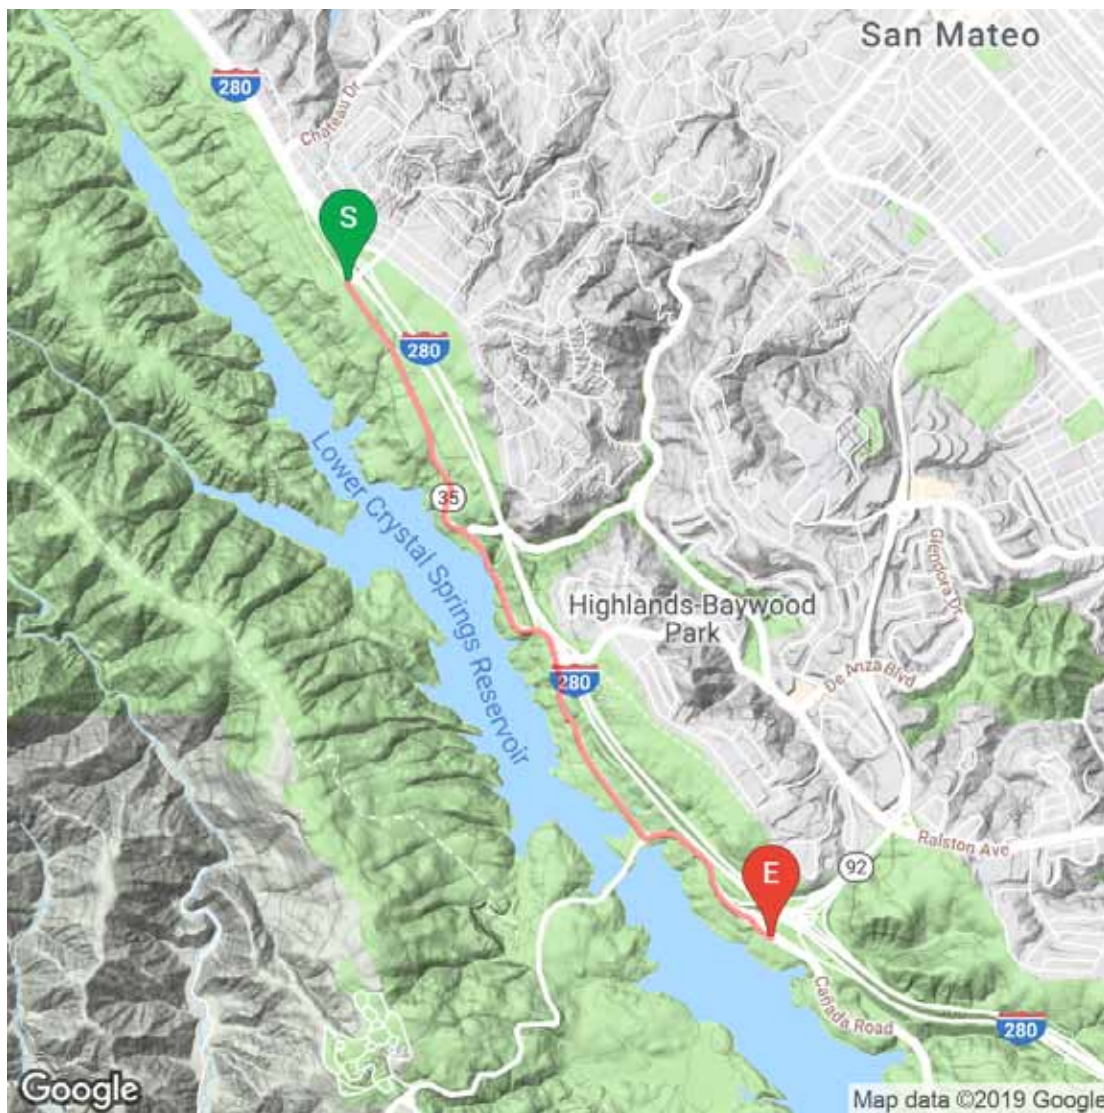 San Mateo
280
Chateau Dr
S
280
35
Lower Crystal Springs Reservoir
Glendora Dr
Highlands-Baywood
Park
280
De Anza Blvd
Ralston Ave
92
E
Cañada Road
280
Google
Map data ©2019 Google